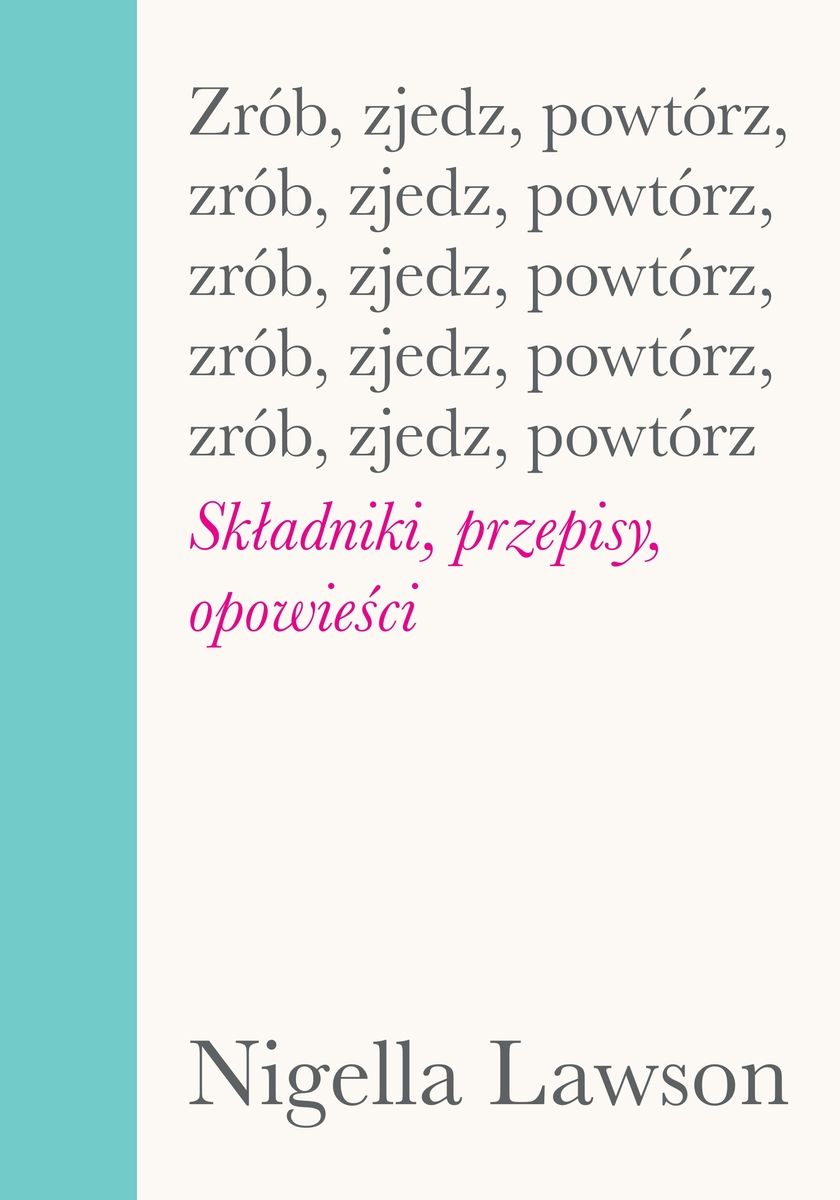 Zrób, zjedz, powtórz,
zrób, zjedz, powtórz,
zrób, zjedz, powtórz,
zrób, zjedz, powtórz,
zrób, zjedz, powtórz
Składniki, przepisy,
opowieści
Nigella Lawson